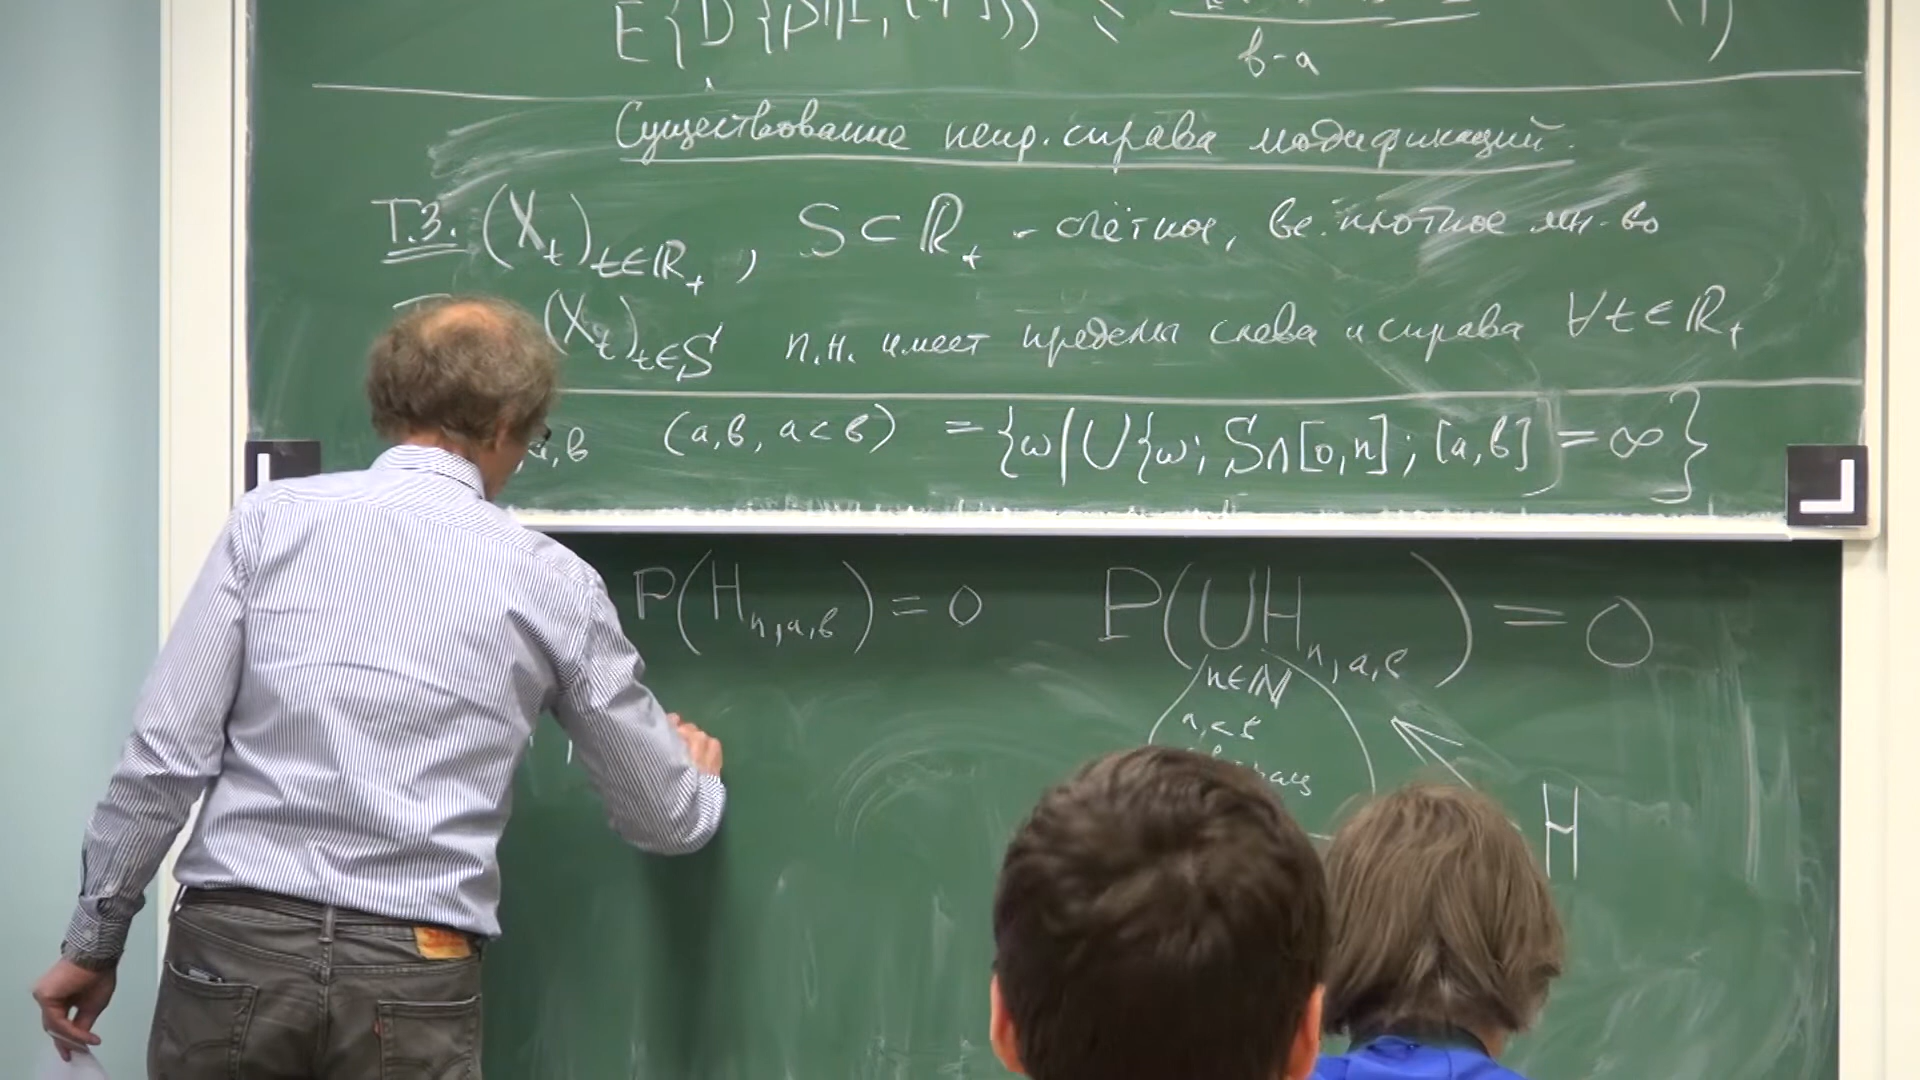 b-a
Существование непр. справа модификаций.
Т.3. (X_t)_{t∈ℝ_+}, S ⊂ ℝ_+ - счётное, вс. плотное мн-во
(X_t)_{t∈S} п.н. имеет пределы слева и справа ∀t∈ℝ_+
a,b (a,b, a<b) = {ω | U{ω; S∩[0,n]; [a,b]} = ∞}
P(H_{n,a,b}) = 0 P(∪H_{n,a,b}) = 0
n∈ℕ
a<b
H